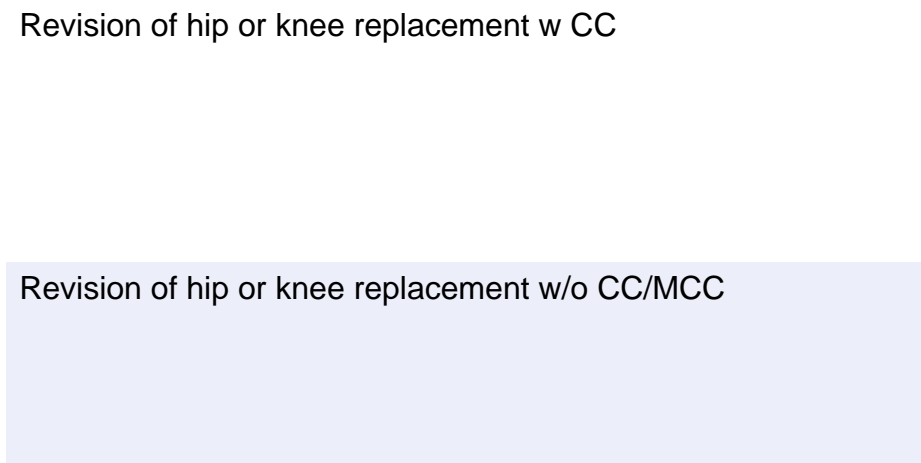 Revision of hip or knee replacement w CC
Revision of hip or knee replacement w/o CC/MCC